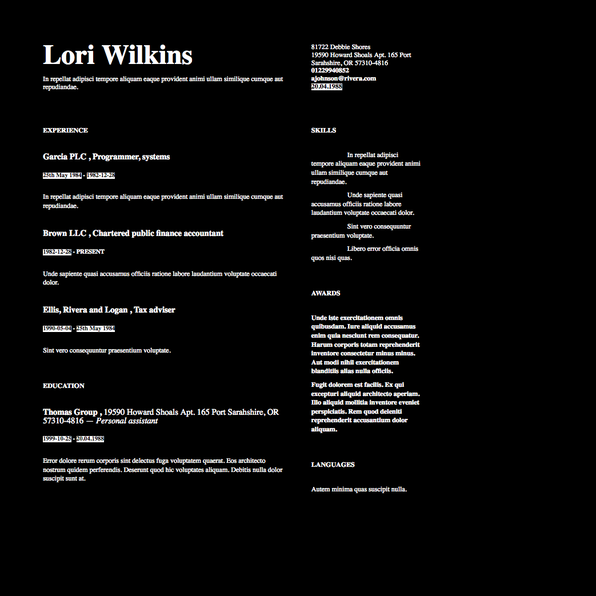 Lori Wilkins
In repellat adipisci tempore aliquam eaque provident animi ullam similique cumque aut
repudiandae.
81722 Debbie Shores
19590 Howard Shoals Apt. 165 Port
Sarahshire, OR 57310-4816
01229940852
ajohnson@rivera.com
20.04.1988
EXPERIENCE
Garcia PLC , Programmer, systems
25th May 1984 - 1982-12-28
In repellat adipisci tempore aliquam eaque provident animi ullam similique cumque aut
repudiandae.
Brown LLC , Chartered public finance accountant
1982-12-28 - PRESENT
Unde sapiente quasi accusamus officiis ratione labore laudantium voluptate occaecati
dolor.
Ellis, Rivera and Logan , Tax adviser
1990-05-04 - 25th May 1984
Sint vero consequuntur praesentium voluptate.
EDUCATION
Thomas Group , 19590 Howard Shoals Apt. 165 Port Sarahshire, OR
57310-4816 — Personal assistant
1999-10-22 - 20.04.1988
Error dolore rerum corporis sint delectus fuga voluptatem quaerat. Eos architecto
nostrum quidem perferendis. Deserunt quod hic voluptates aliquam. Debitis nulla dolor
suscipit sunt at.
SKILLS
In repellat adipisci
tempore aliquam eaque provident animi
ullam similique cumque aut
repudiandae.
Unde sapiente quasi
accusamus officiis ratione labore
laudantium voluptate occaecati dolor.
Sint vero consequuntur
praesentium voluptate.
Libero error officia omnis
quos nisi quas.
AWARDS
Unde iste exercitationem omnis
quibusdam. Iure aliquid accusamus
enim quia nesciunt rem consequatur.
Harum corporis totam reprehenderit
inventore consectetur minus minus.
Aut modi nihil exercitationem
blanditiis alias nulla officiis.
Fugit dolorem est facilis. Ex qui
excepturi aliquid architecto aperiam.
Illo aliquid mollitia inventore eveniet
perspiciatis. Rem quod deleniti
reprehenderit accusantium dolor
aliquam.
LANGUAGES
Autem minima quas suscipit nulla.